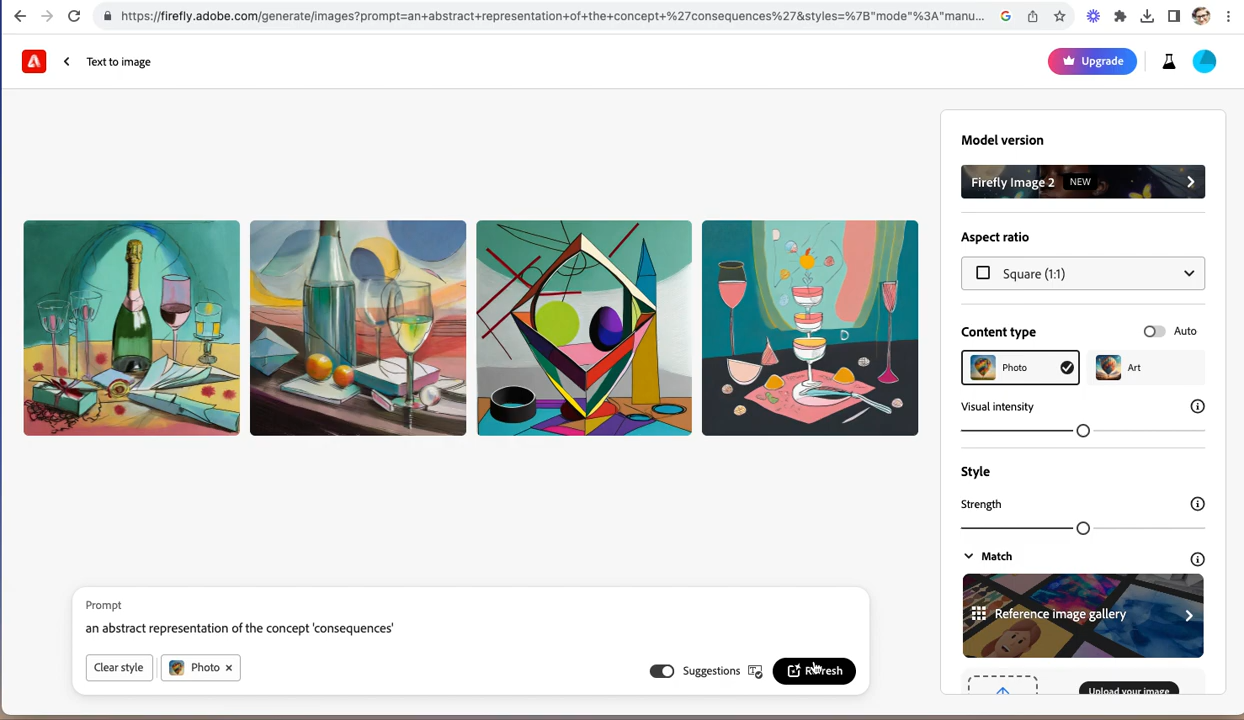 https://firefly.adobe.com/generate/images?prompt=an+abstract+representation+of+the+concept+%27consequences%27&styles=%7B"mode"%3A"manu...
Text to image
Upgrade
Model version
Firefly Image 2 NEW
Aspect ratio
Square (1:1)
Content type
Auto
Photo
Art
Visual intensity
Style
Strength
Match
Reference image gallery
Upload your image
Prompt
an abstract representation of the concept 'consequences'
Clear style
Photo
Suggestions
Refresh